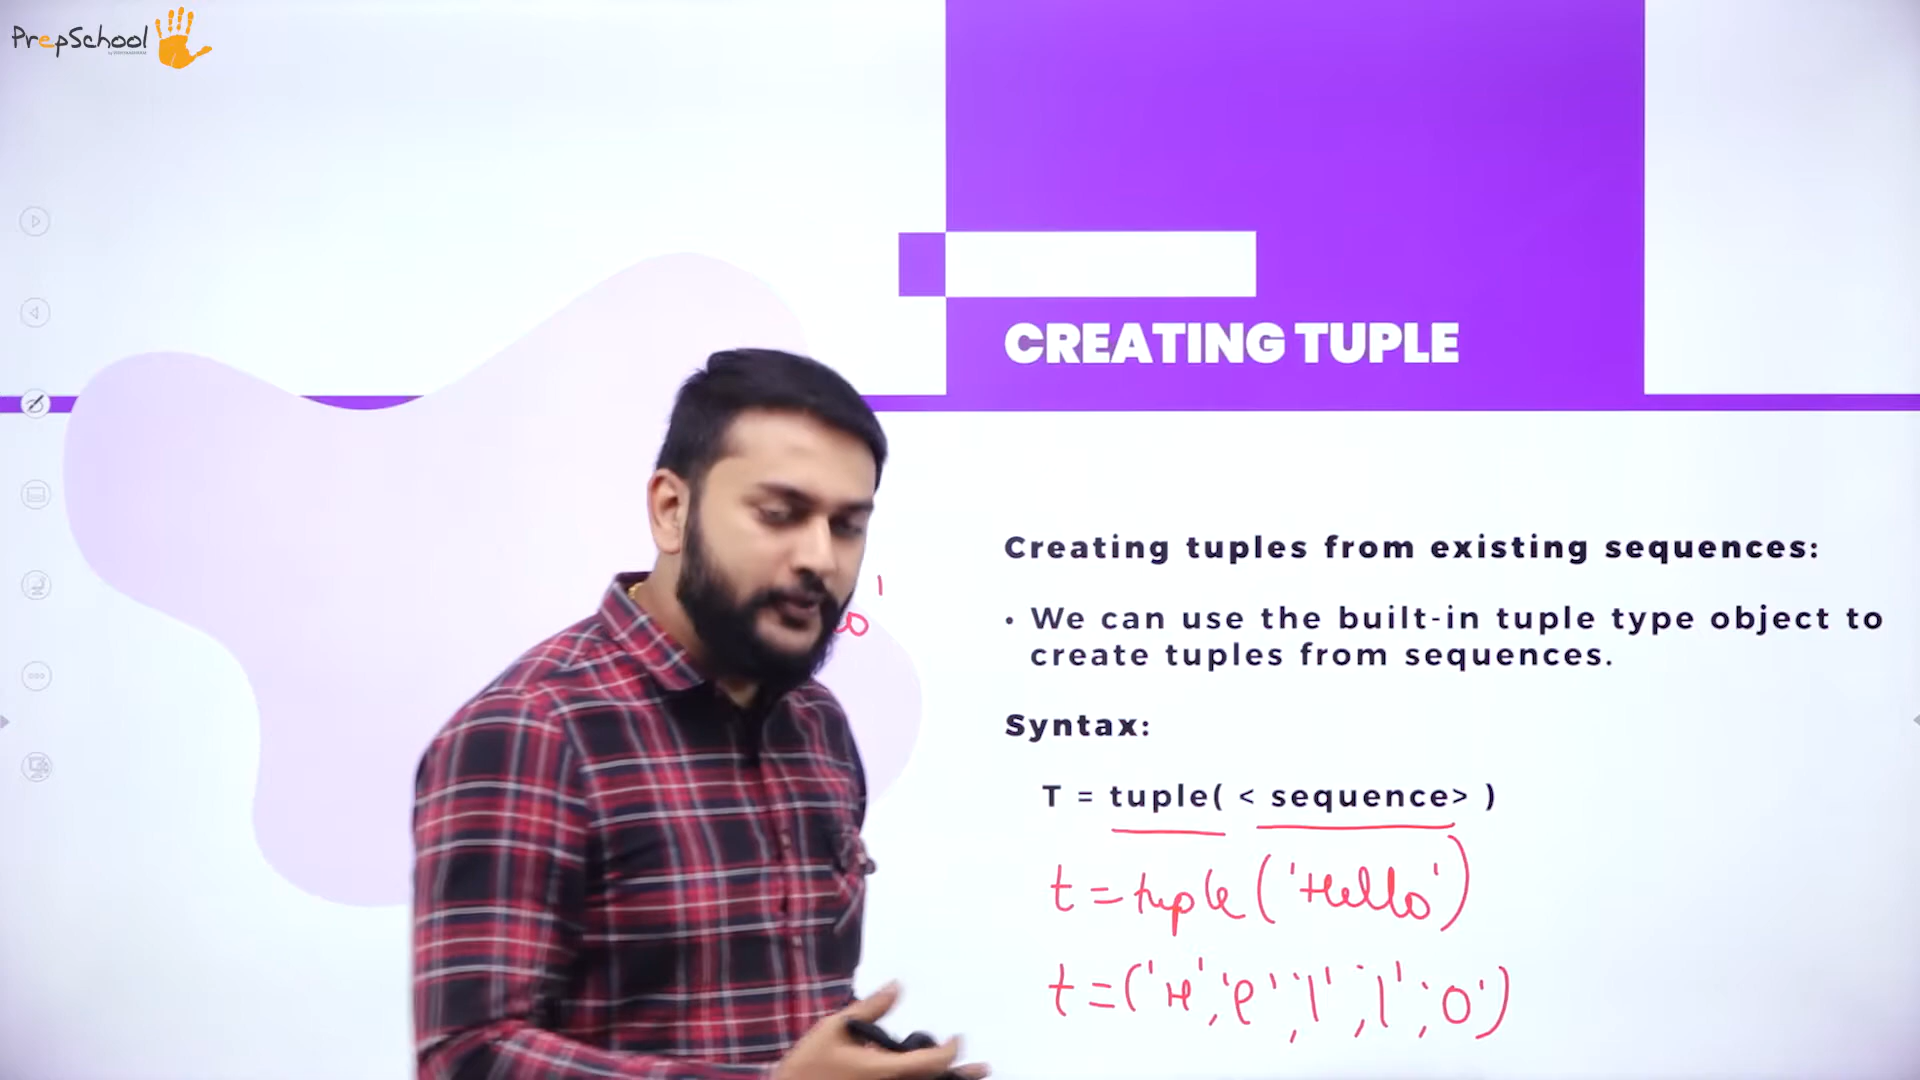 PrepSchool
CREATING TUPLE
Creating tuples from existing sequences:
• We can use the built-in tuple type object to
create tuples from sequences.
Syntax:
T = tuple( < sequence> )
t = tuple ('Hello')
t = ('H', 'e', 'l', 'l', 'o')